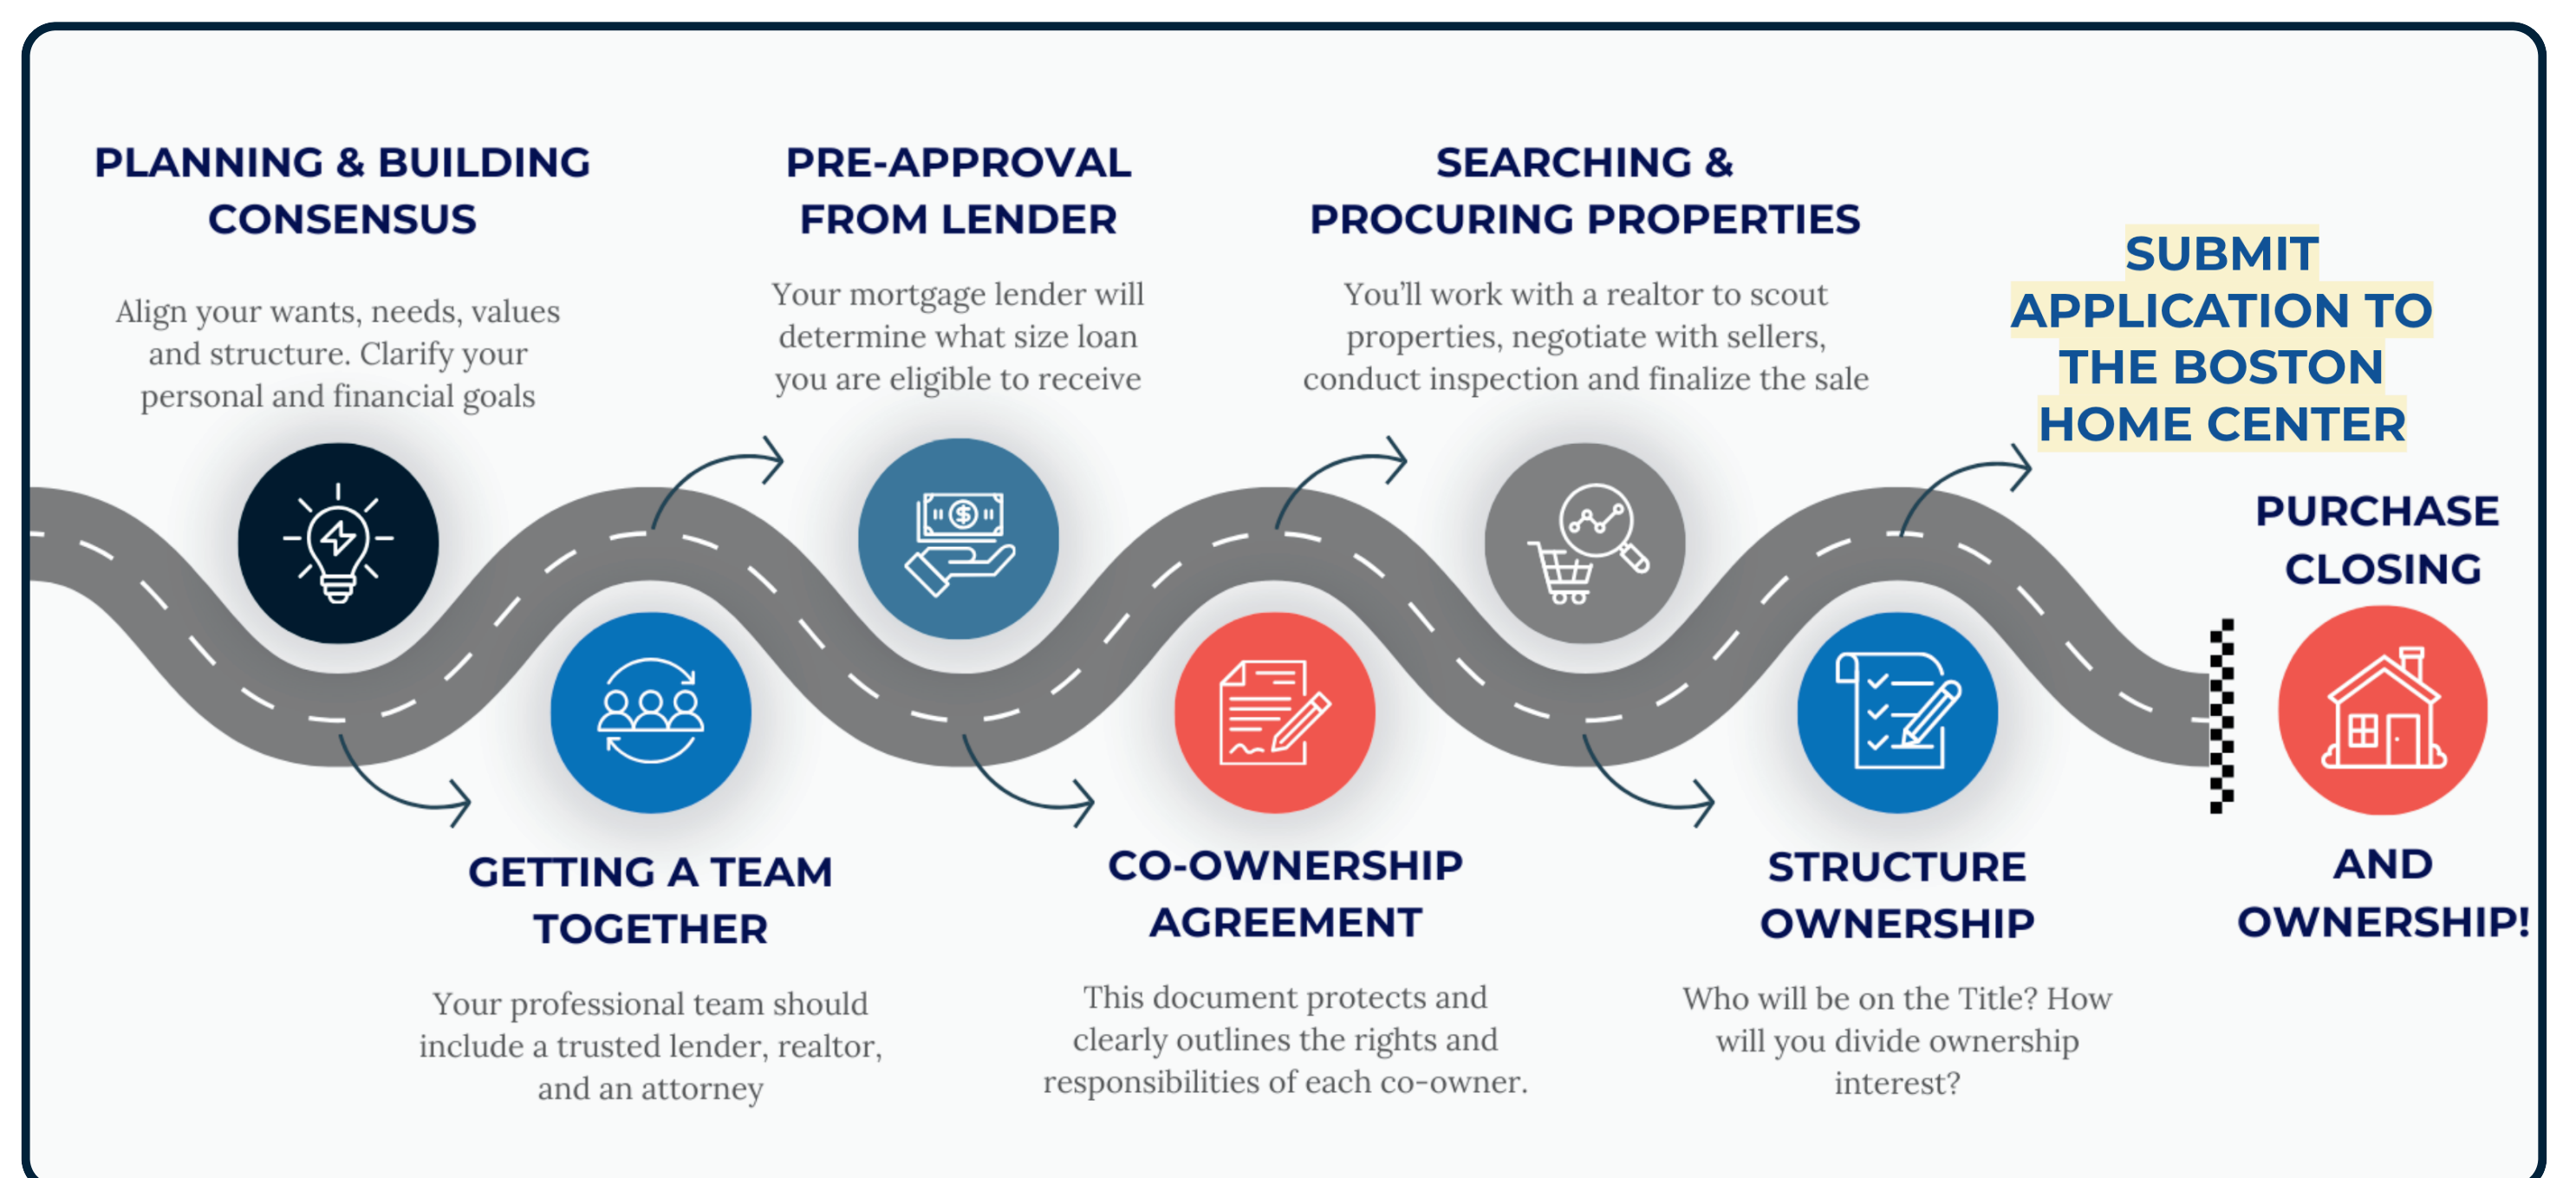 PLANNING & BUILDING
CONSENSUS
Align your wants, needs, values
and structure. Clarify your
personal and financial goals
GETTING A TEAM
TOGETHER
Your professional team should
include a trusted lender, realtor,
and an attorney
PRE-APPROVAL
FROM LENDER
Your mortgage lender will
determine what size loan
you are eligible to receive
CO-OWNERSHIP
AGREEMENT
This document protects and
clearly outlines the rights and
responsibilities of each co-owner.
SEARCHING &
PROCURING PROPERTIES
You’ll work with a realtor to scout
properties, negotiate with sellers,
conduct inspection and finalize the sale
STRUCTURE
OWNERSHIP
Who will be on the Title? How
will you divide ownership
interest?
SUBMIT
APPLICATION TO
THE BOSTON
HOME CENTER
PURCHASE
CLOSING
AND
OWNERSHIP!